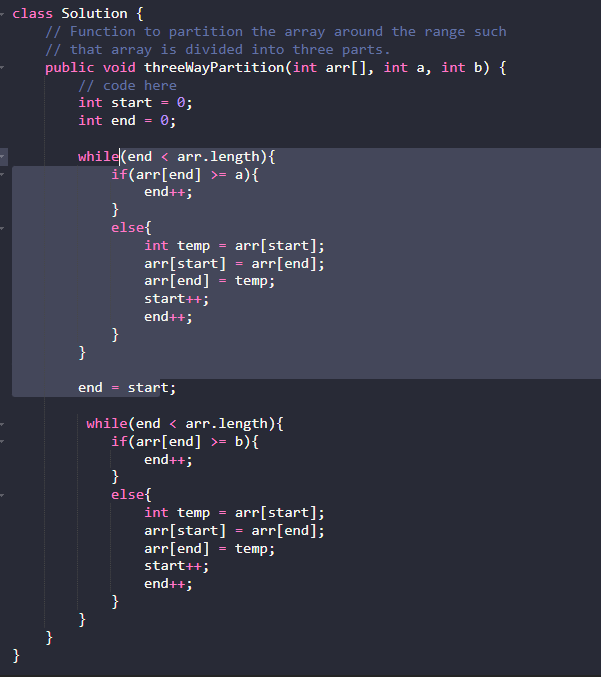 class Solution {
    // Function to partition the array around the range such
    // that array is divided into three parts.
    public void threeWayPartition(int arr[], int a, int b) {
        // code here
        int start = 0;
        int end = 0;

        while(end < arr.length){
            if(arr[end] >= a){
                end++;
            }
            else{
                int temp = arr[start];
                arr[start] = arr[end];
                arr[end] = temp;
                start++;
                end++;
            }
        }

        end = start;

         while(end < arr.length){
            if(arr[end] >= b){
                end++;
            }
            else{
                int temp = arr[start];
                arr[start] = arr[end];
                arr[end] = temp;
                start++;
                end++;
            }
        }
    }
}